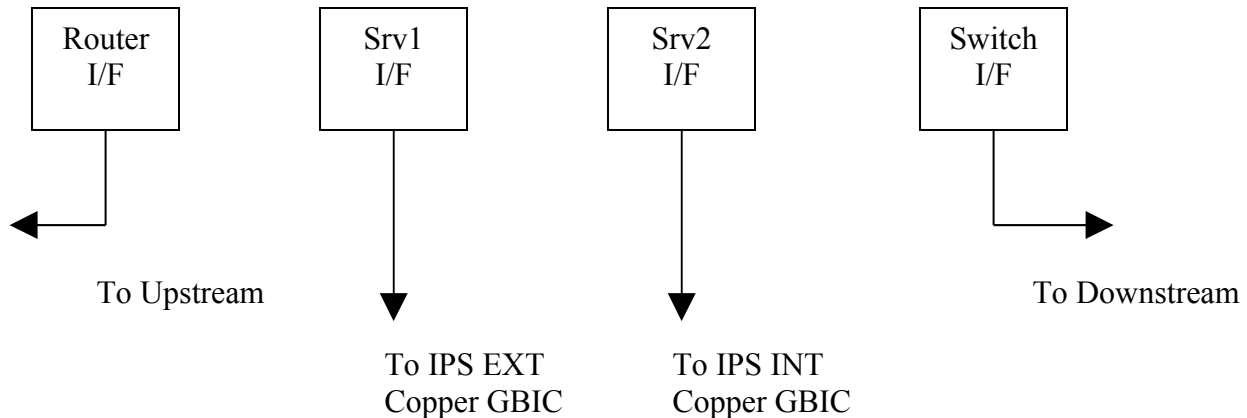 Router
I/F
Srv1
I/F
Srv2
I/F
Switch
I/F
To Upstream
To Downstream
To IPS EXT
Copper GBIC
To IPS INT
Copper GBIC